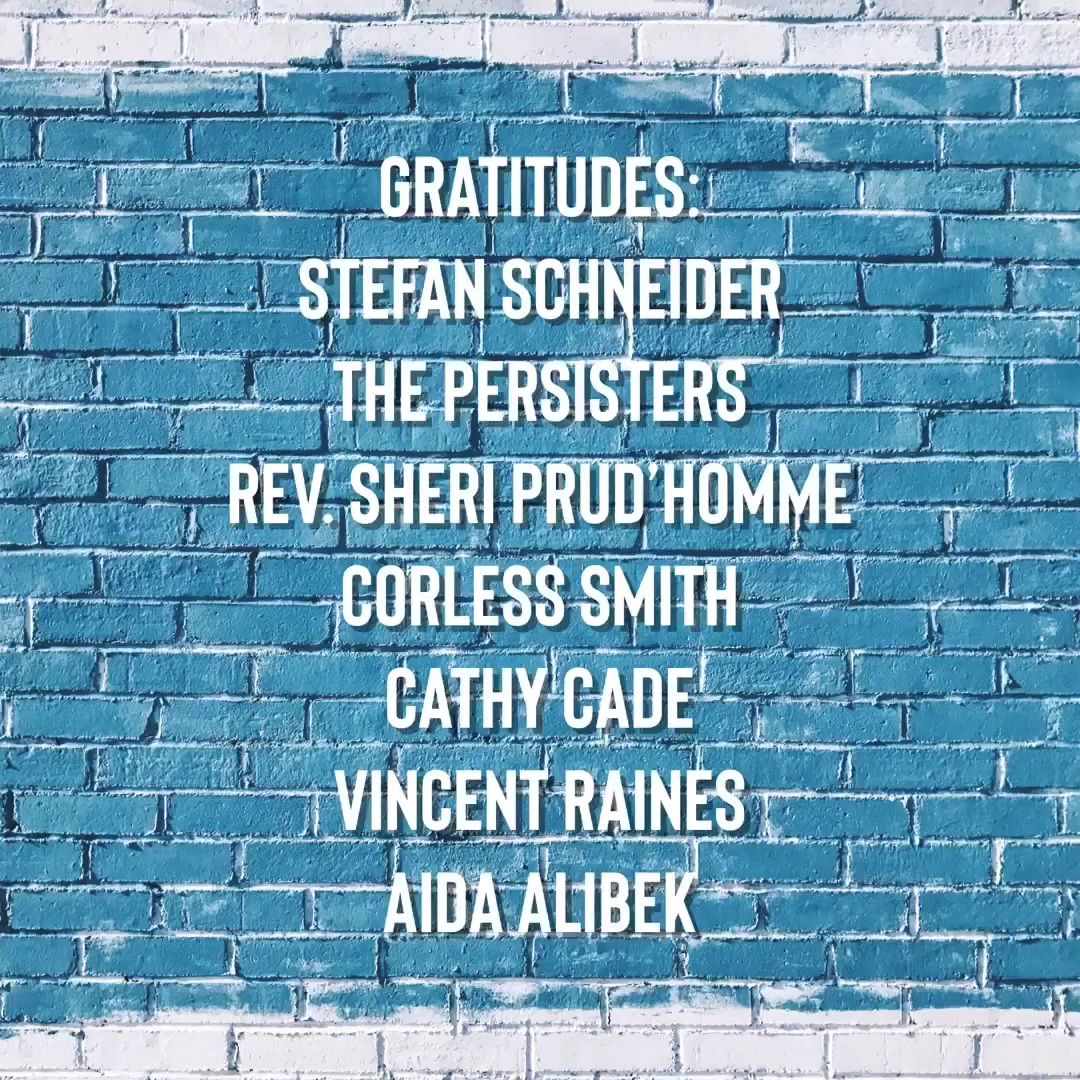 GRATITUDES:
STEFAN SCHNEIDER
THE PERSISTERS
REV. SHERI PRUD'HOMME
CORLESS SMITH
CATHY CADE
VINCENT RAINES
AIDA ALIBEK